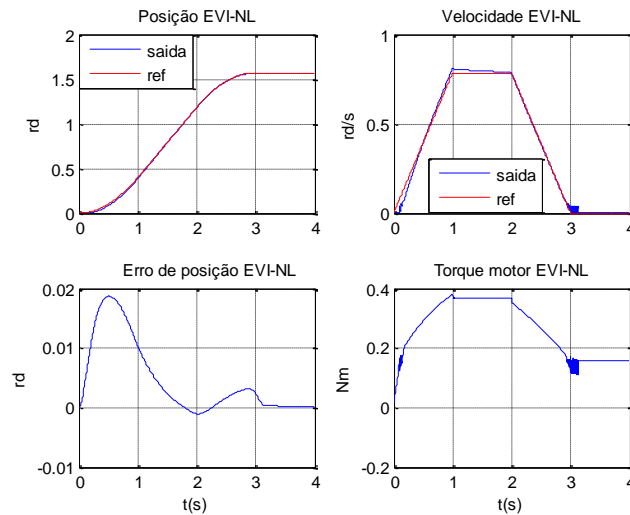 Posição EVI-NL
2
1.5
1
0.5
0
rd
saida
ref
0 1 2 3 4
Velocidade EVI-NL
1
0.5
0
rd/s
saida
ref
0 1 2 3 4
Erro de posição EVI-NL
0.02
0.01
0
-0.01
rd
0 1 2 3 4
t(s)
Torque motor EVI-NL
0.4
0.2
0
-0.2
Nm
0 1 2 3 4
t(s)